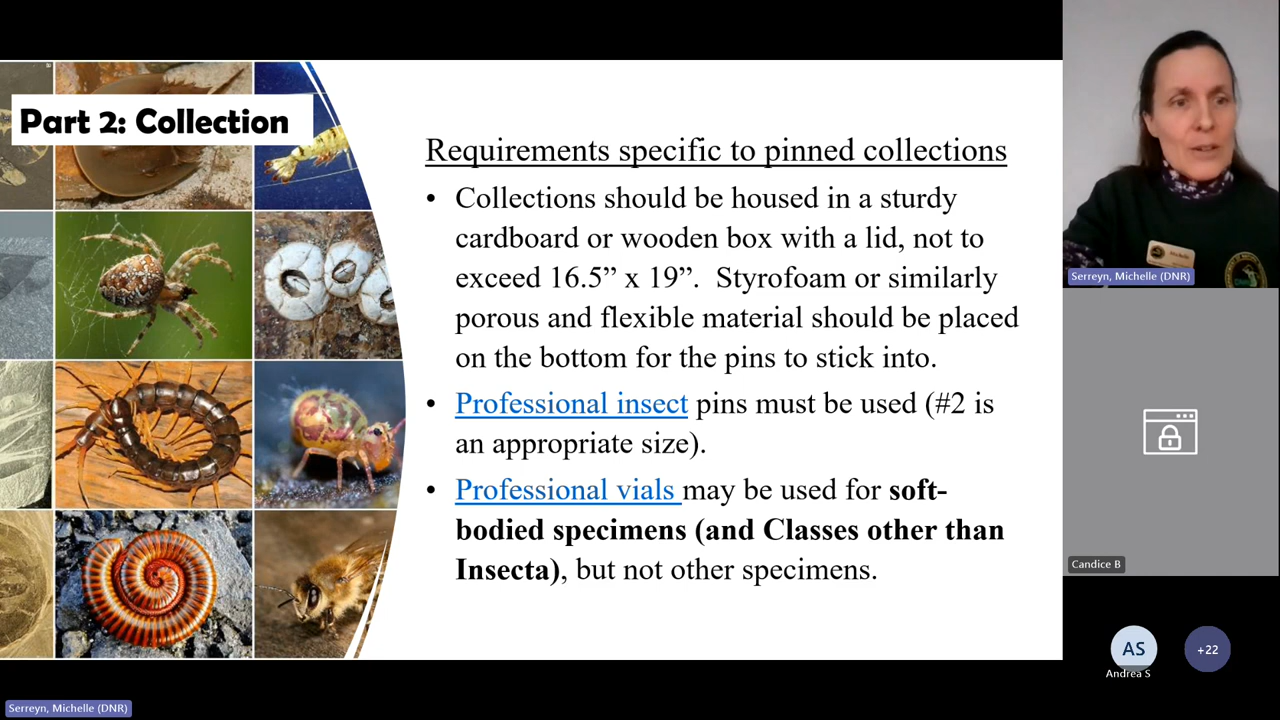 Part 2: Collection
Requirements specific to pinned collections
• Collections should be housed in a sturdy
cardboard or wooden box with a lid, not to
exceed 16.5” x 19”.  Styrofoam or similarly
porous and flexible material should be placed
on the bottom for the pins to stick into.
• Professional insect pins must be used (#2 is
an appropriate size).
• Professional vials may be used for soft-
bodied specimens (and Classes other than
Insecta), but not other specimens.
Serreyn, Michelle (DNR)
Candice B
AS
+22
Andrea S
Serreyn, Michelle (DNR)